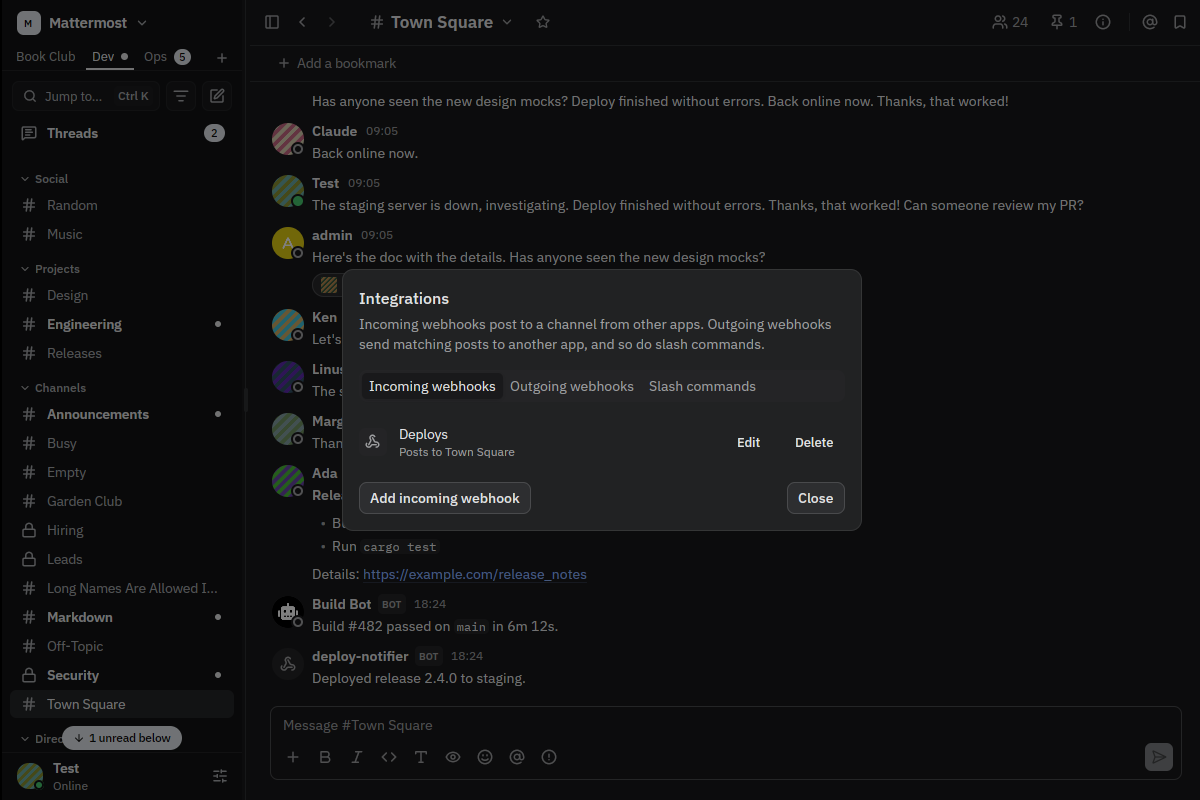 M Mattermost
Book Club Dev Ops 5
Jump to... Ctrl K
Threads 2
Social
Random
Music
Projects
Design
Engineering
Releases
Channels
Announcements
Busy
Empty
Garden Club
Hiring
Leads
Long Names Are Allowed I...
Markdown
Off-Topic
Security
Town Square
1 unread below
Test
Online
Town Square
24
1
Add a bookmark
Has anyone seen the new design mocks? Deploy finished without errors. Back online now. Thanks, that worked!
Claude 09:05
Back online now.
Test 09:05
The staging server is down, investigating. Deploy finished without errors. Thanks, that worked! Can someone review my PR?
A admin 09:05
Here's the doc with the details. Has anyone seen the new design mocks?
Ken
Let's
Ada
Run cargo test
Details: https://example.com/release_notes
Build Bot BOT 18:24
Build #482 passed on main in 6m 12s.
deploy-notifier BOT 18:24
Deployed release 2.4.0 to staging.
Message #Town Square
Integrations
Incoming webhooks post to a channel from other apps. Outgoing webhooks
send matching posts to another app, and so do slash commands.
Incoming webhooks Outgoing webhooks Slash commands
Deploys
Posts to Town Square
Edit Delete
Add incoming webhook Close